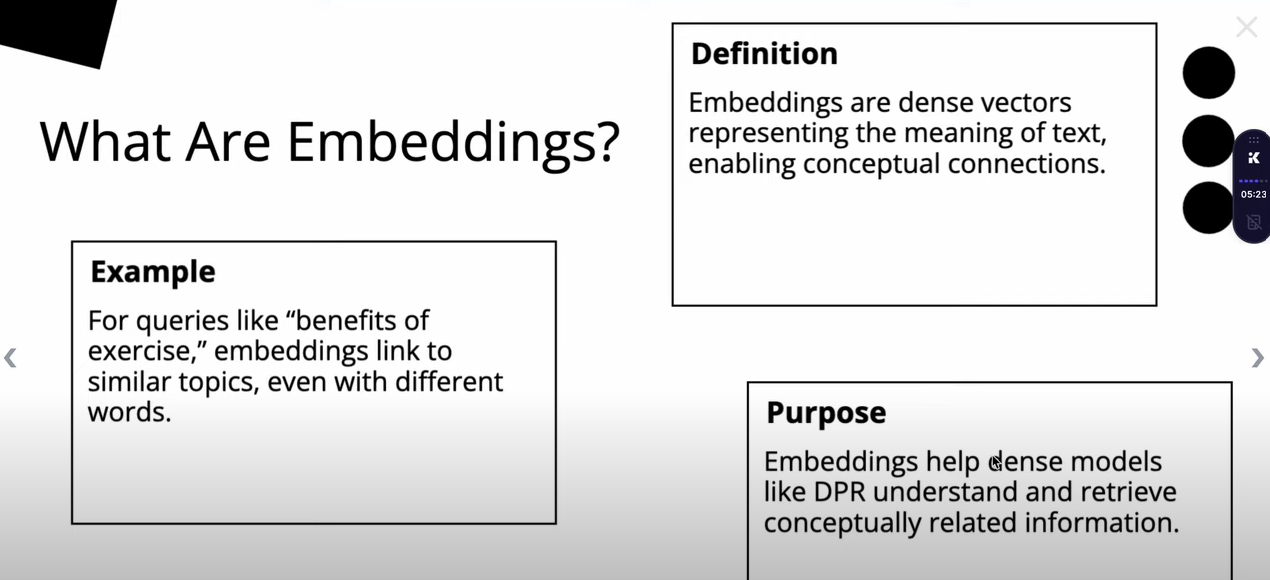 What Are Embeddings?
Definition
Embeddings are dense vectors
representing the meaning of text,
enabling conceptual connections.
05:23
Example
For queries like “benefits of
exercise,” embeddings link to
similar topics, even with different
words.
Purpose
Embeddings help dense models
like DPR understand and retrieve
conceptually related information.